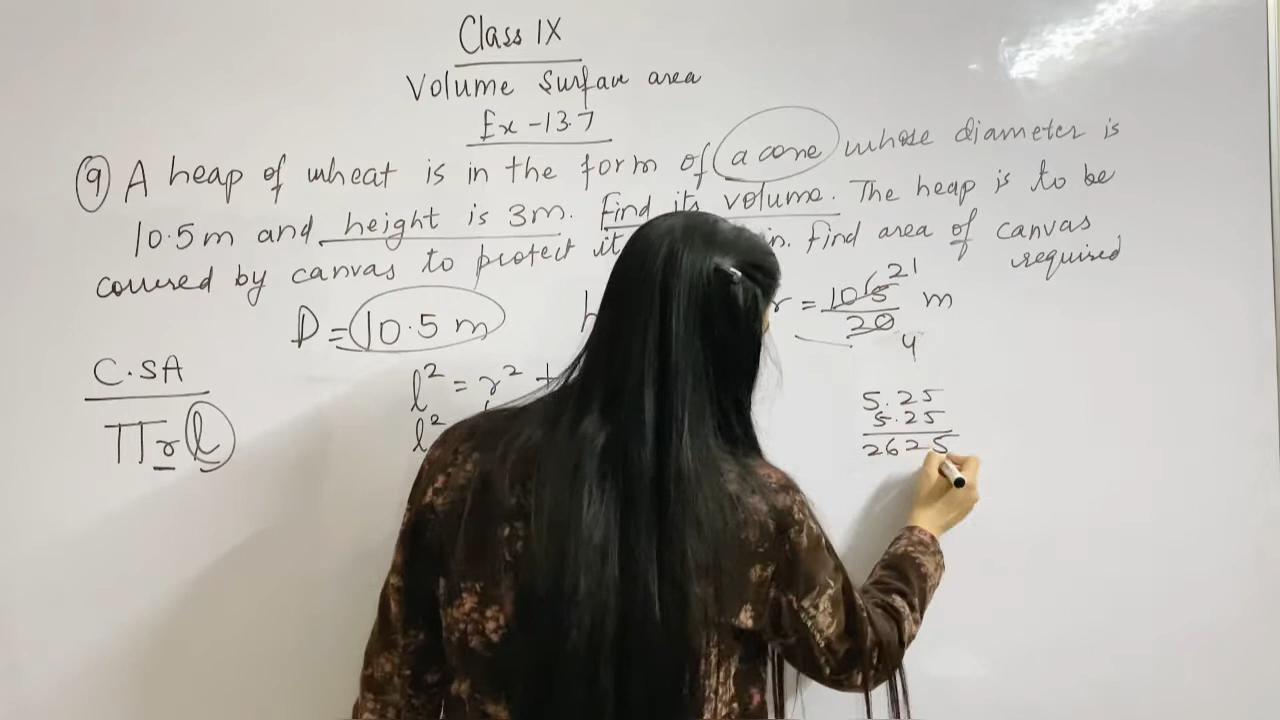 Class IX
Volume Surfau area
Ex - 13.7
9 A heap of wheat is in the form of a cone whose diameter is
10.5 m and height is 3m. Find its volume. The heap is to be
covered by canvas to protect it in. Find area of canvas
required
D = 10.5 m h r = 105/20 21/4 m
C.SA
πrl
l² = r² +
l²
5.25
5.25
2625